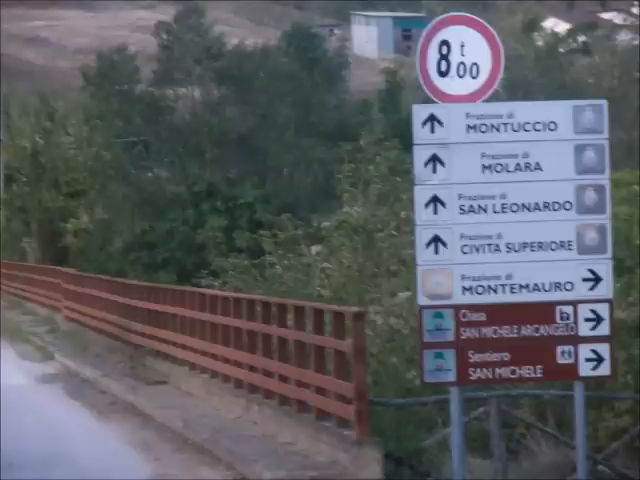 8,00 t
Frazione di
MONTUCCIO
Frazione di
MOLARA
Frazione di
SAN LEONARDO
Frazione di
CIVITA SUPERIORE
Frazione di
MONTEMAURO
Chiesa
SAN MICHELE ARCANGELO
Sentiero
SAN MICHELE